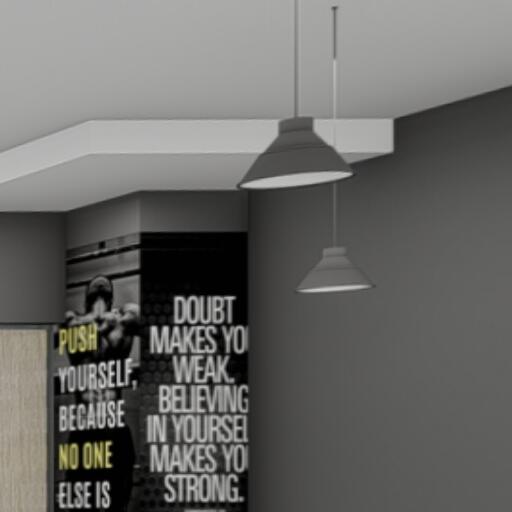 PUSH
YOURSELF,
BECAUSE
NO ONE
ELSE IS
DOUBT
MAKES YO
WEAK.
BELIEVING
IN YOURSEL
MAKES YO
STRONG.